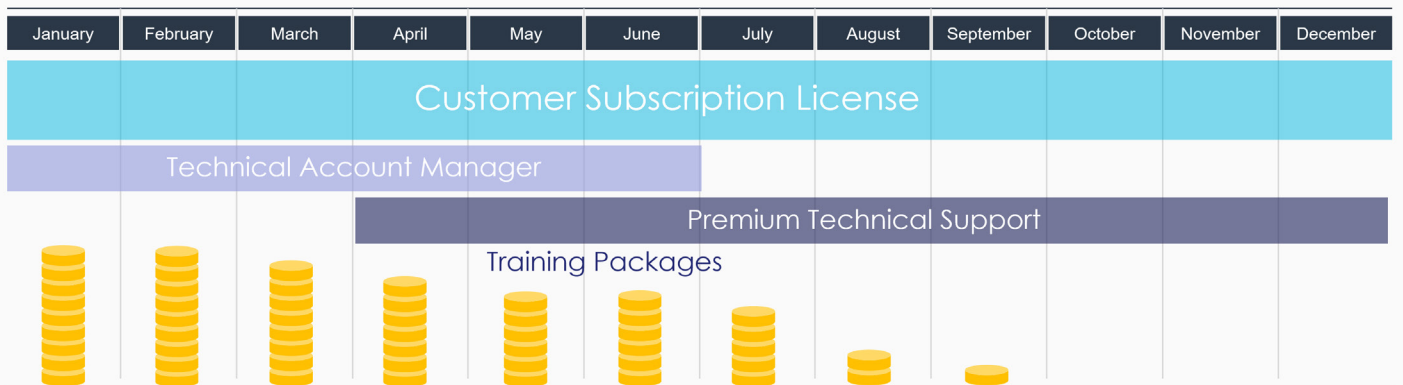 January February March April May June July August September October November December
Customer Subscription License
Technical Account Manager
Premium Technical Support
Training Packages